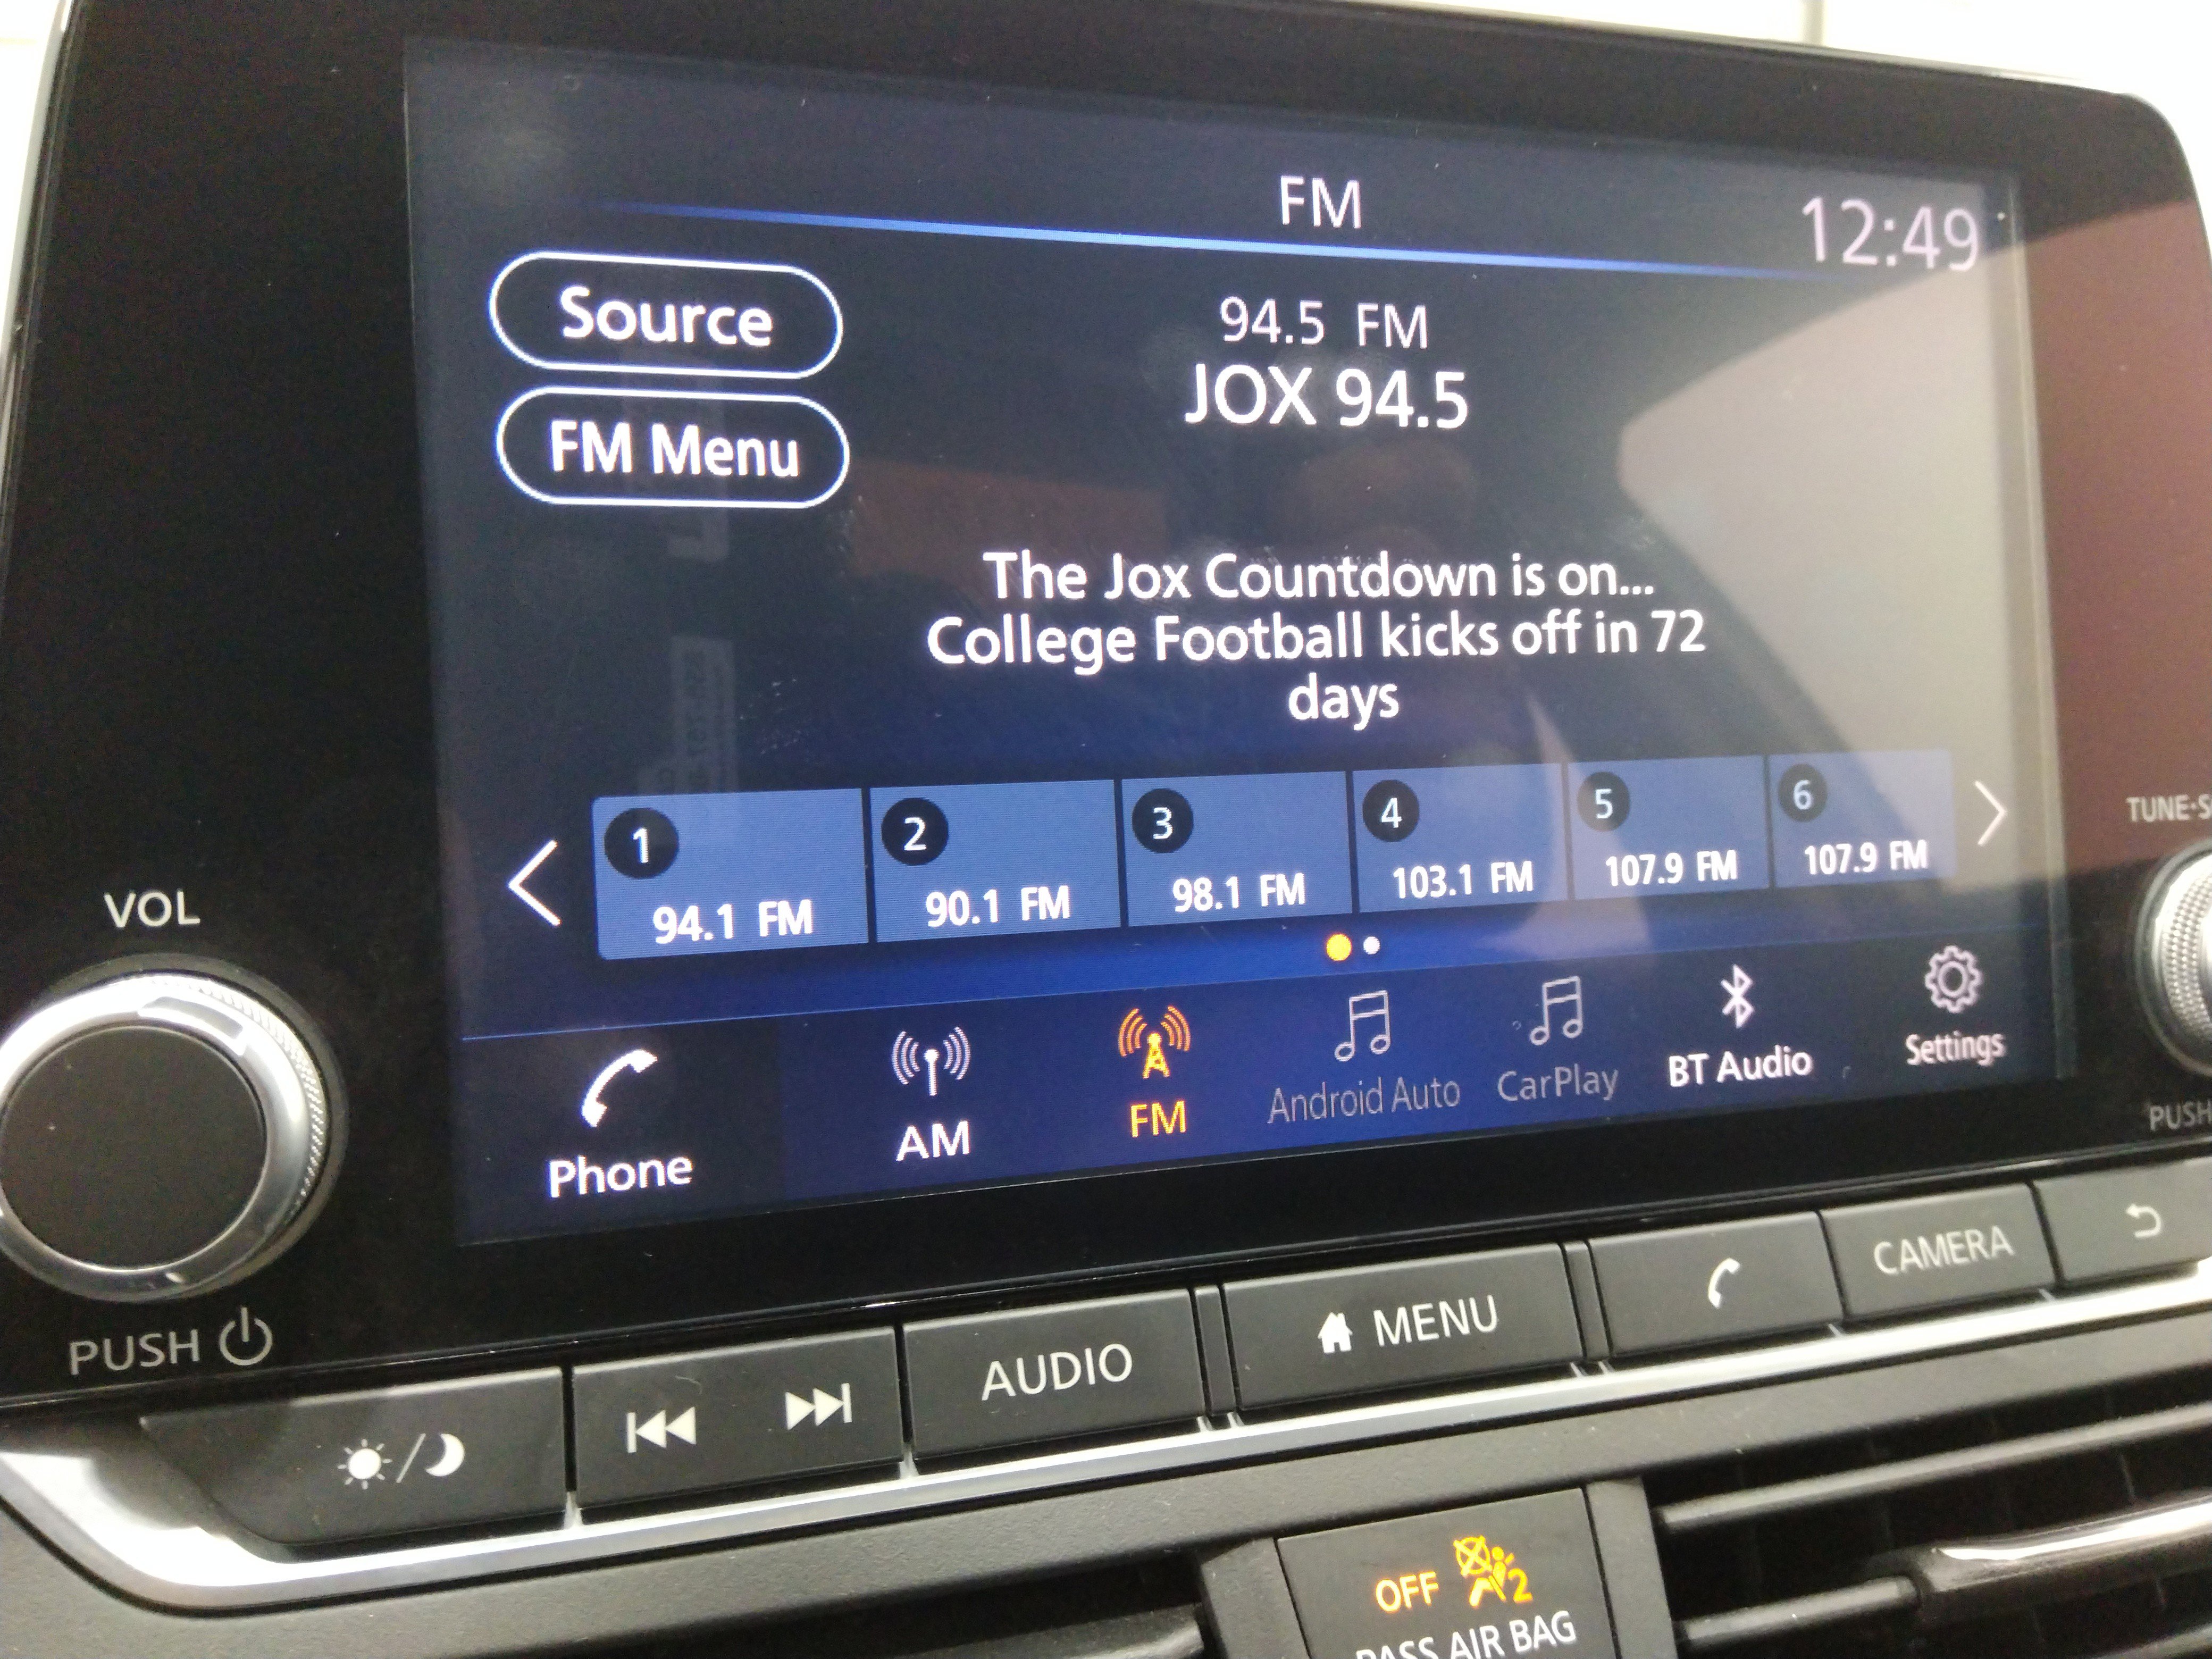 FM
12:49
Source
94.5 FM
JOX 94.5
FM Menu
The Jox Countdown is on...
College Football kicks off in 72
days
1
2
3
4
5
6
94.1 FM
90.1 FM
98.1 FM
103.1 FM
107.9 FM
107.9 FM
Phone
AM
FM
Android Auto
CarPlay
BT Audio
Settings
VOL
PUSH
TUNE·S
PUSH
AUDIO
MENU
CAMERA
OFF
2
PASS AIR BAG